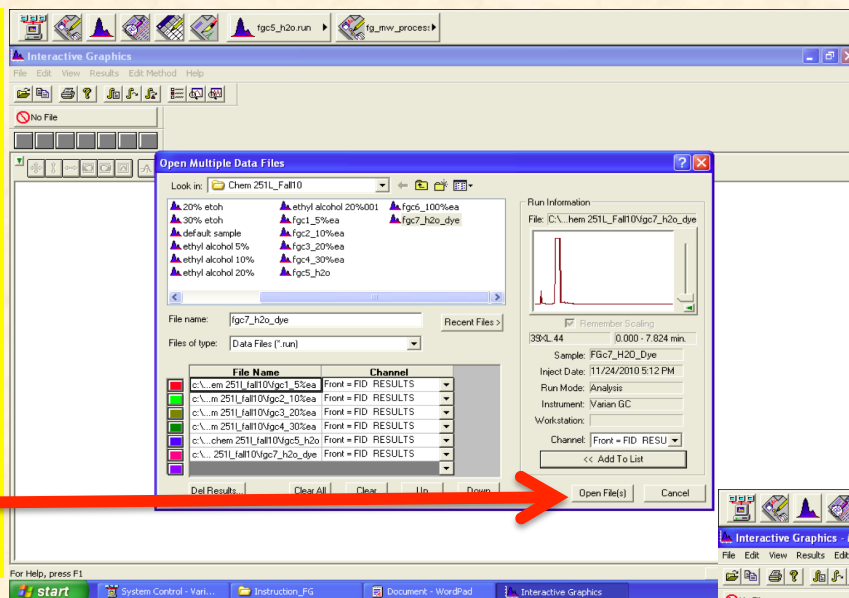 fgc5_h2o.run
fg_mw_process
Interactive Graphics
File Edit View Results Edit Method Help
No File
Open Multiple Data Files
Look in: Chem 251L_Fall10
20% etoh
30% etoh
default sample
ethyl alcohol 5%
ethyl alcohol 10%
ethyl alcohol 20%
ethyl alcohol 20%001
fgc1_5%ea
fgc2_10%ea
fgc3_20%ea
fgc4_30%ea
fgc5_h2o
fgc6_100%ea
fgc7_h2o_dye
File name: fgc7_h2o_dye
Recent Files >
Files of type: Data Files (*.run)
File Name Channel
c:\...em 251l_fall10\fgc1_5%ea Front = FID RESULTS
c:\...m 251l_fall10\fgc2_10%ea Front = FID RESULTS
c:\...m 251l_fall10\fgc3_20%ea Front = FID RESULTS
c:\...m 251l_fall10\fgc4_30%ea Front = FID RESULTS
c:\...chem 251l_fall10\fgc5_h2o Front = FID RESULTS
c:\... 251l_fall10\fgc7_h2o_dye Front = FID RESULTS
Del Results... Clear All Clear Up Down
Run Information
File: C:\...hem 251L_Fall10\fgc7_h2o_dye
Remember Scaling
39XL.44 0.000 - 7.824 min.
Sample: FGc7_H2O_Dye
Inject Date: 11/24/2010 5:12 PM
Run Mode: Analysis
Instrument: Varian GC
Workstation:
Channel: Front = FID RESU
<< Add To List
Open File(s) Cancel
Interactive Graphics -
File Edit View Results Edit
For Help, press F1
start System Control - Vari... Instruction_FG Document - WordPad Interactive Graphics